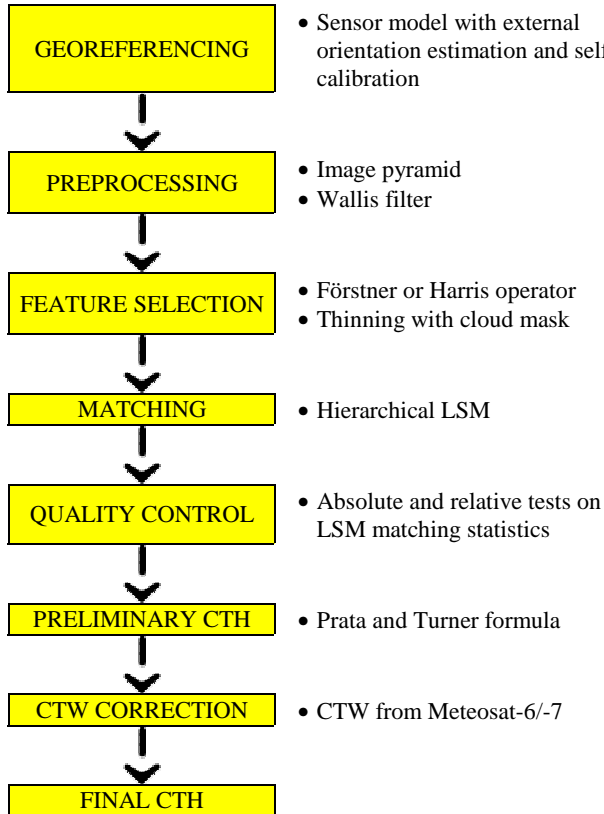 GEOREFERENCING
• Sensor model with external
orientation estimation and self
calibration
PREPROCESSING
• Image pyramid
• Wallis filter
FEATURE SELECTION
• Förstner or Harris operator
• Thinning with cloud mask
MATCHING
• Hierarchical LSM
QUALITY CONTROL
• Absolute and relative tests on
LSM matching statistics
PRELIMINARY CTH
• Prata and Turner formula
CTW CORRECTION
• CTW from Meteosat-6/-7
FINAL CTH